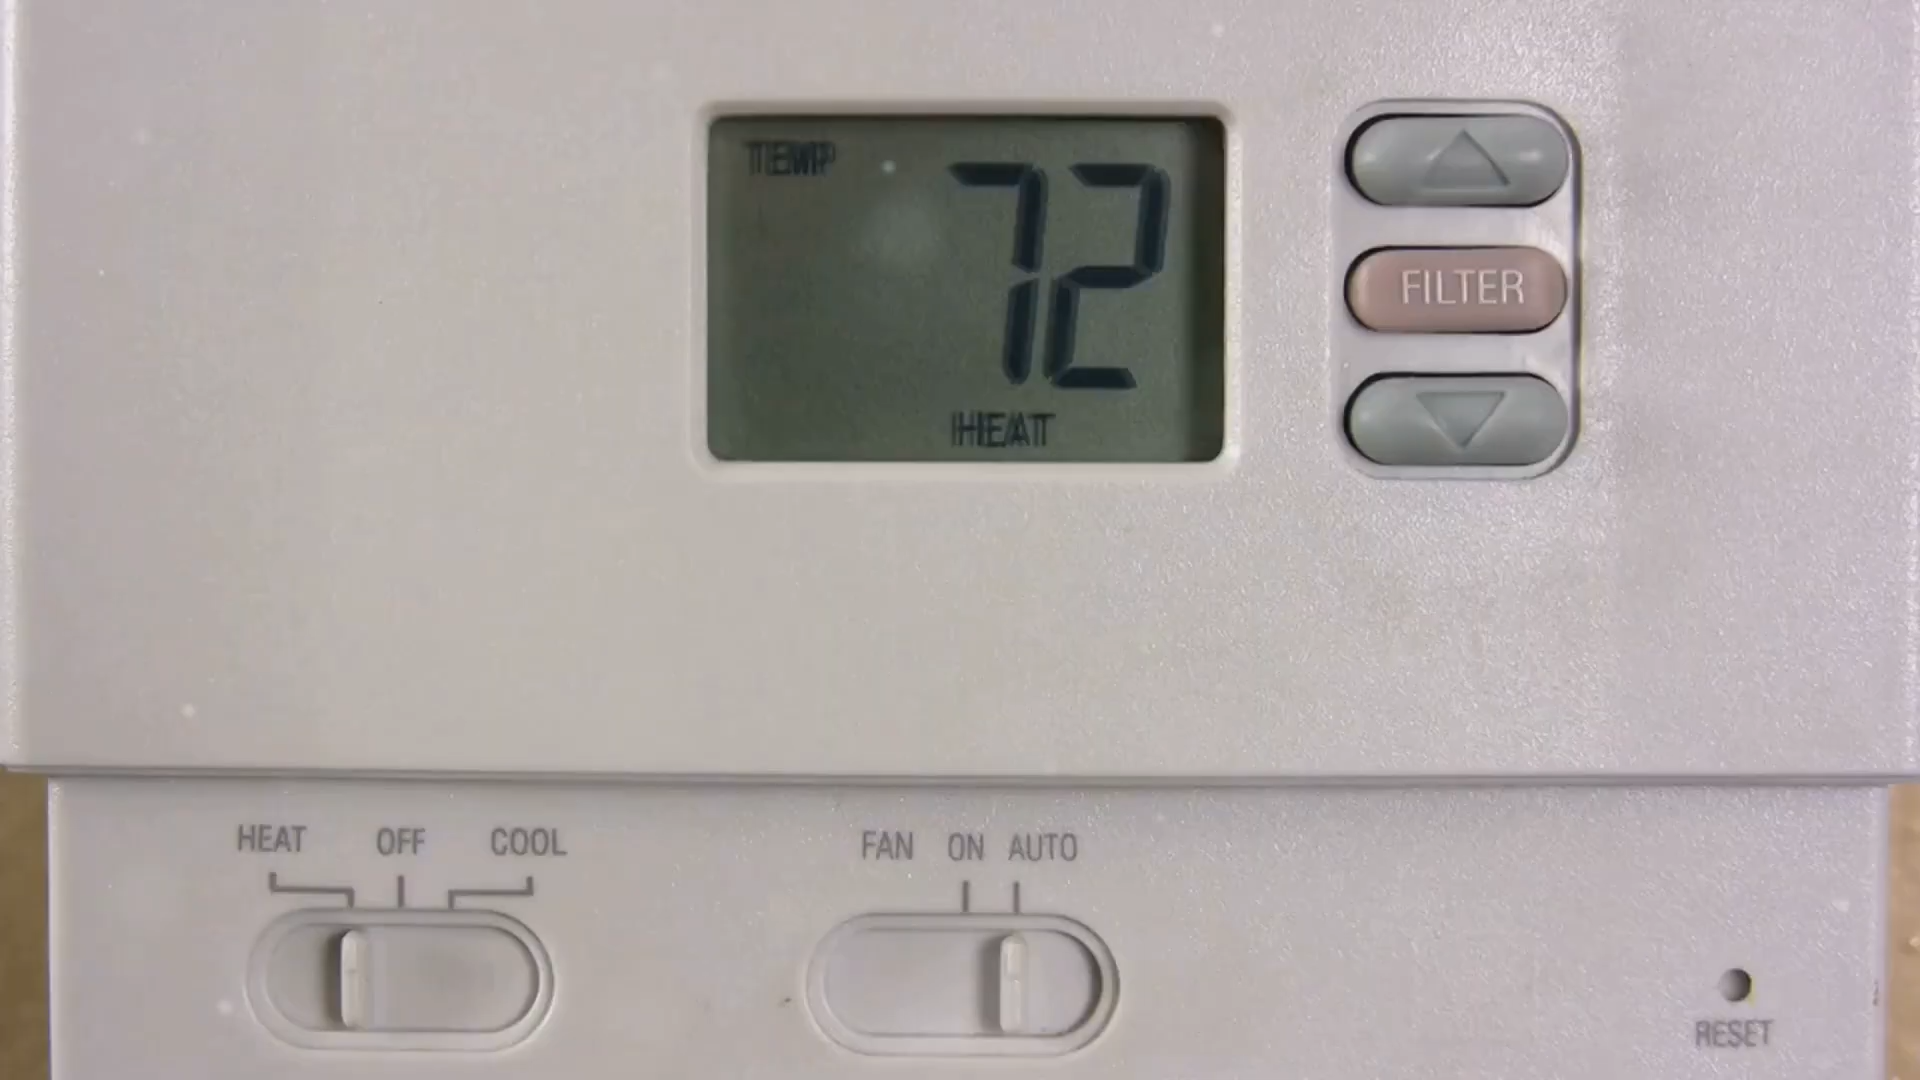 TEMP
72
HEAT
FILTER
HEAT OFF COOL
FAN ON AUTO
RESET